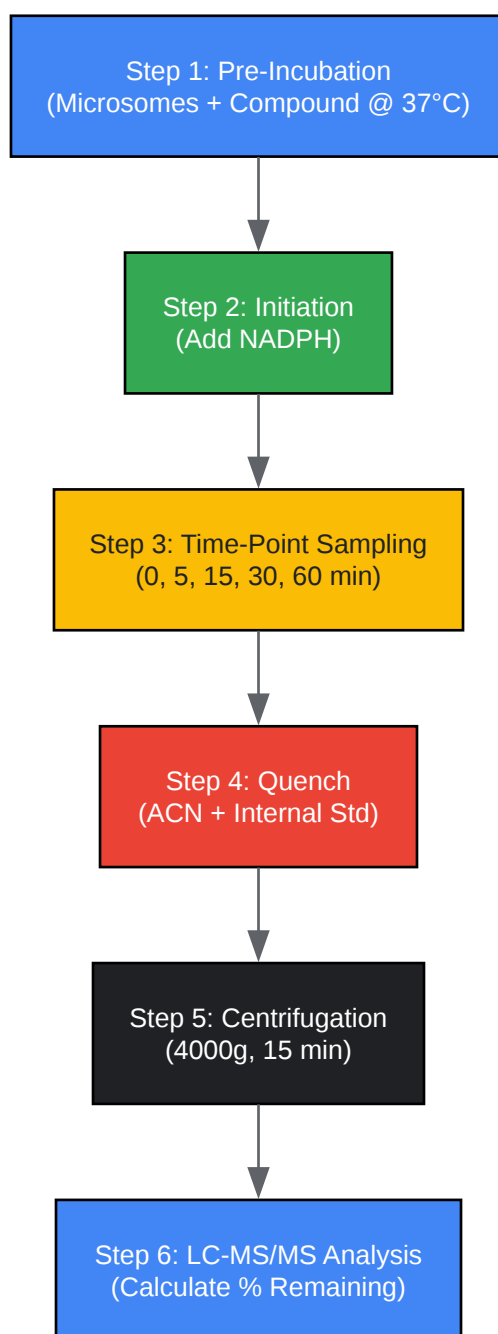 Step 1: Pre-Incubation
(Microsomes + Compound @ 37°C)
Step 2: Initiation
(Add NADPH)
Step 3: Time-Point Sampling
(0, 5, 15, 30, 60 min)
Step 4: Quench
(ACN + Internal Std)
Step 5: Centrifugation
(4000g, 15 min)
Step 6: LC-MS/MS Analysis
(Calculate % Remaining)